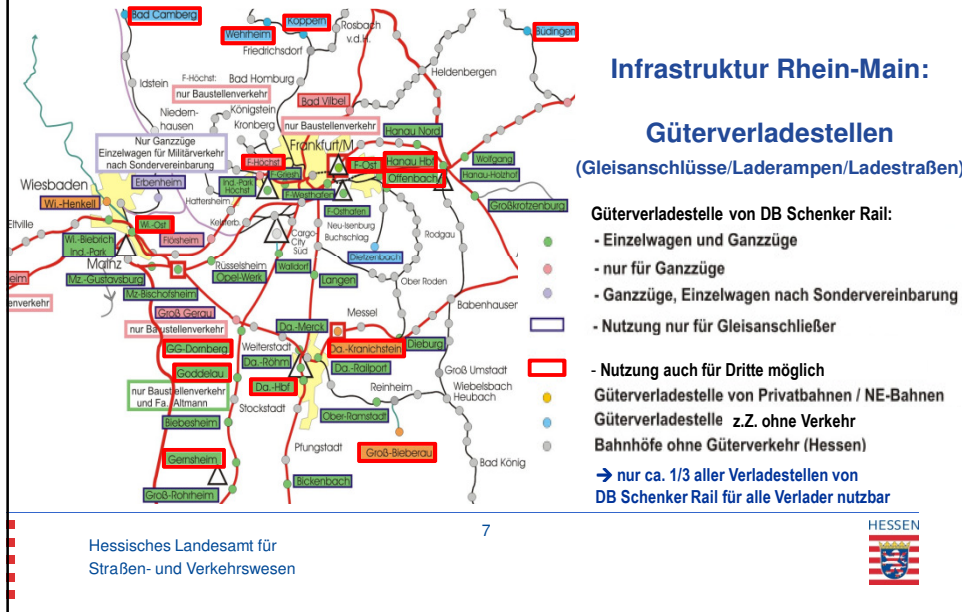 Bad Camberg
Köppern
Wehrheim
Rosbach
v.d.H.
Büdingen
Friedrichsdorf
Idstein
F-Höchst:
Bad Homburg
nur Baustellenverkehr
Heldenbergen
Niedern-
hausen
Königstein
Kronberg
Bad Vilbel
nur Baustellenverkehr
Hanau Nord
Nur Ganzzüge
Einzelwagen für Militärverkehr
nach Sondervereinbarung
Frankfurt/M
F-Höchst
F-Ost
Hanau Hbf
Wolfgang
Hanau-Holzhof
Wiesbaden
Erbenheim
Ind.-Park
Höchst
F-Griesh.
Offenbach
Wi.-Henkell
Hattersheim
F-Westhafen
Großkrotzenburg
F-Osthafen
Eltville
Wi.-Ost
Kelsterb.
Neu-Isenburg
Buchschlag
Rodgau
Wi.-Biebrich
Ind.-Park
Flörsheim
Cargo-
City
Süd
Dietzenbach
Mainz
Rüsselsheim
Opel-Werk
Walldorf
Mz.-Gustavsburg
Langen
Ober Roden
Mz-Bischofsheim
Babenhauser
Groß Gerau
Messel
nur Baustellenverkehr
Da.-Merck
Dieburg
GG-Dornberg
Weiterstadt
Da.-Kranichstein
Da.-Röhm
Da.-Railport
Goddelau
Groß Umstadt
Da.-Hbf
Reinheim
Wiebelsbach
Heubach
nur Baustellenverkehr
und Fa. Altmann
Stockstadt
Biebesheim
Ober-Ramstadt
Pfungstadt
Groß-Bieberau
Gernsheim
Bad König
Bickenbach
Groß-Rohrheim
Infrastruktur Rhein-Main:
Güterverladestellen
(Gleisanschlüsse/Laderampen/Ladestraßen)
Güterverladestelle von DB Schenker Rail:
- Einzelwagen und Ganzzüge
- nur für Ganzzüge
- Ganzzüge, Einzelwagen nach Sondervereinbarung
- Nutzung nur für Gleisanschließer
- Nutzung auch für Dritte möglich
Güterverladestelle von Privatbahnen / NE-Bahnen
Güterverladestelle z.Z. ohne Verkehr
Bahnhöfe ohne Güterverkehr (Hessen)
➔ nur ca. 1/3 aller Verladestellen von
DB Schenker Rail für alle Verlader nutzbar
7
Hessisches Landesamt für
Straßen- und Verkehrswesen
HESSEN